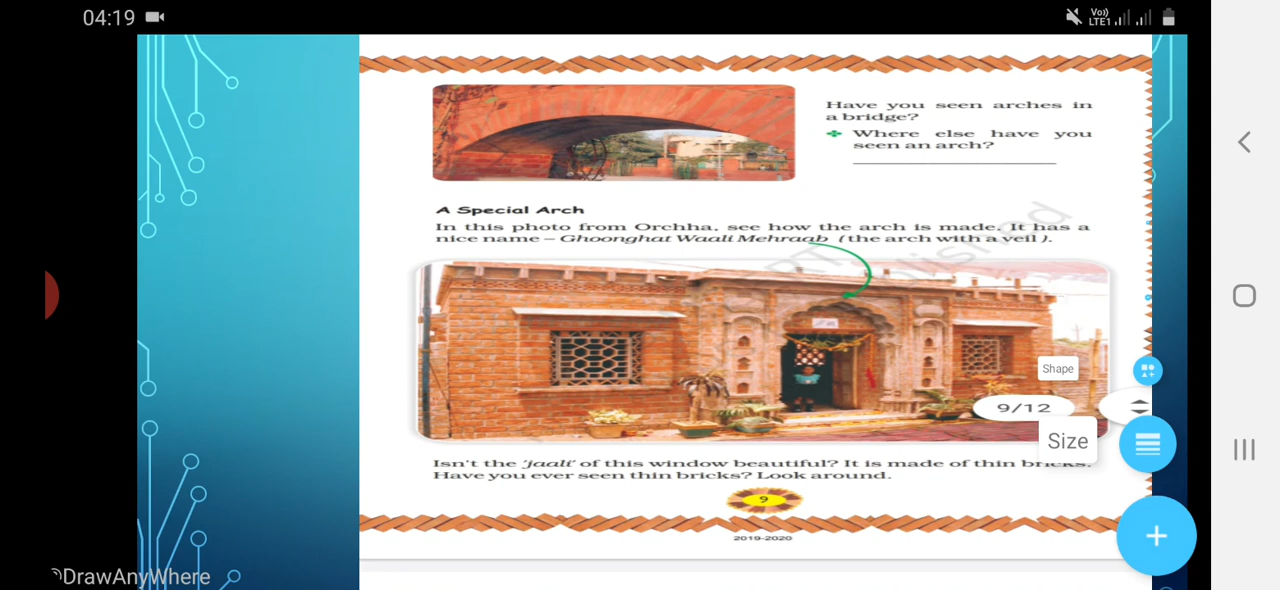 04:19
Vo))
LTE1
Have you seen arches in
a bridge?
Where else have you
seen an arch?
A Special Arch
In this photo from Orchha, see how the arch is made. It has a
nice name – Ghoonghat Waali Mehraab (the arch with a veil).
Shape
9/12
Size
Isn't the 'jaali' of this window beautiful? It is made of thin bricks.
Have you ever seen thin bricks? Look around.
9
2019-2020
DrawAnyWhere